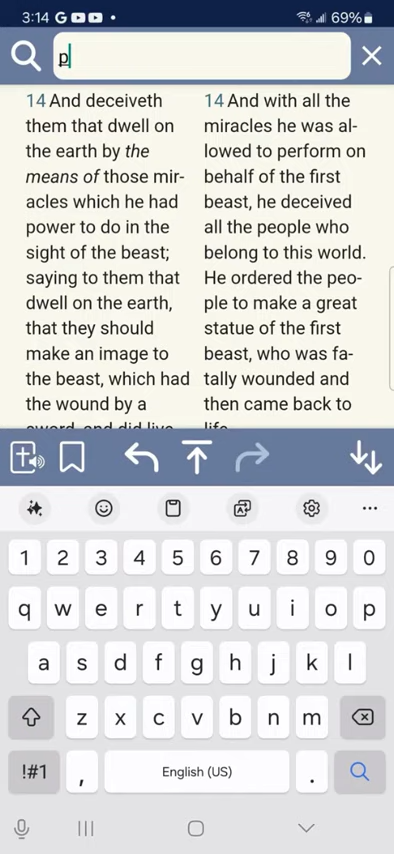 3:14 G 69%
p
14 And deceiveth
them that dwell on
the earth by the
means of those mir-
acles which he had
power to do in the
sight of the beast;
saying to them that
dwell on the earth,
that they should
make an image to
the beast, which had
the wound by a
sword, and did live
14 And with all the
miracles he was al-
lowed to perform on
behalf of the first
beast, he deceived
all the people who
belong to this world.
He ordered the peo-
ple to make a great
statue of the first
beast, who was fa-
tally wounded and
then came back to
life
1 2 3 4 5 6 7 8 9 0
q w e r t y u i o p
a s d f g h j k l
z x c v b n m
!#1 , English (US) .